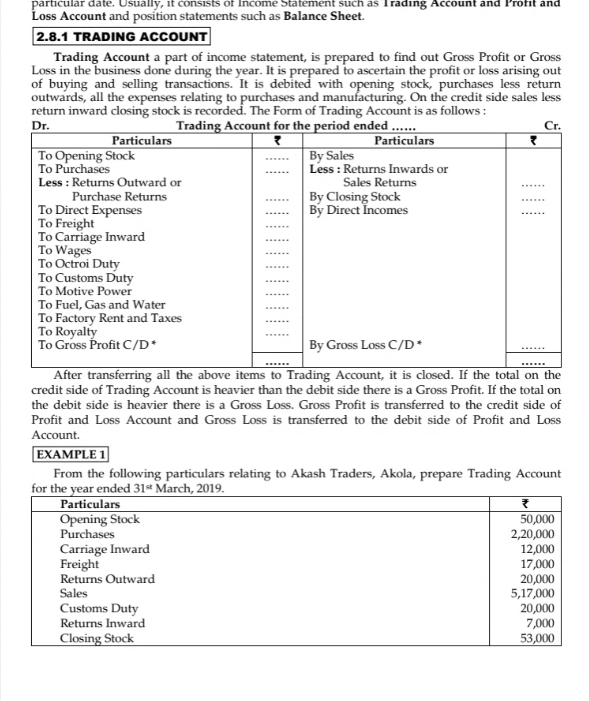 particular date. Usually, it consists of Income Statement such as Trading Account and Profit and
Loss Account and position statements such as Balance Sheet.
2.8.1 TRADING ACCOUNT
Trading Account a part of income statement, is prepared to find out Gross Profit or Gross
Loss in the business done during the year. It is prepared to ascertain the profit or loss arising out
of buying and selling transactions. It is debited with opening stock, purchases less return
outwards, all the expenses relating to purchases and manufacturing. On the credit side sales less
return inward closing stock is recorded. The Form of Trading Account is as follows :
Dr. Trading Account for the period ended ...... Cr.
Particulars ₹ Particulars ₹
To Opening Stock ...... By Sales
To Purchases ...... Less : Returns Inwards or
Less : Returns Outward or Sales Returns ......
Purchase Returns ...... By Closing Stock ......
To Direct Expenses ...... By Direct Incomes ......
To Freight ......
To Carriage Inward ......
To Wages ......
To Octroi Duty ......
To Customs Duty ......
To Motive Power ......
To Fuel, Gas and Water ......
To Factory Rent and Taxes ......
To Royalty ......
To Gross Profit C/D* By Gross Loss C/D* ......
...... ......
After transferring all the above items to Trading Account, it is closed. If the total on the
credit side of Trading Account is heavier than the debit side there is a Gross Profit. If the total on
the debit side is heavier there is a Gross Loss. Gross Profit is transferred to the credit side of
Profit and Loss Account and Gross Loss is transferred to the debit side of Profit and Loss
Account.
EXAMPLE 1
From the following particulars relating to Akash Traders, Akola, prepare Trading Account
for the year ended 31st March, 2019.
Particulars ₹
Opening Stock 50,000
Purchases 2,20,000
Carriage Inward 12,000
Freight 17,000
Returns Outward 20,000
Sales 5,17,000
Customs Duty 20,000
Returns Inward 7,000
Closing Stock 53,000